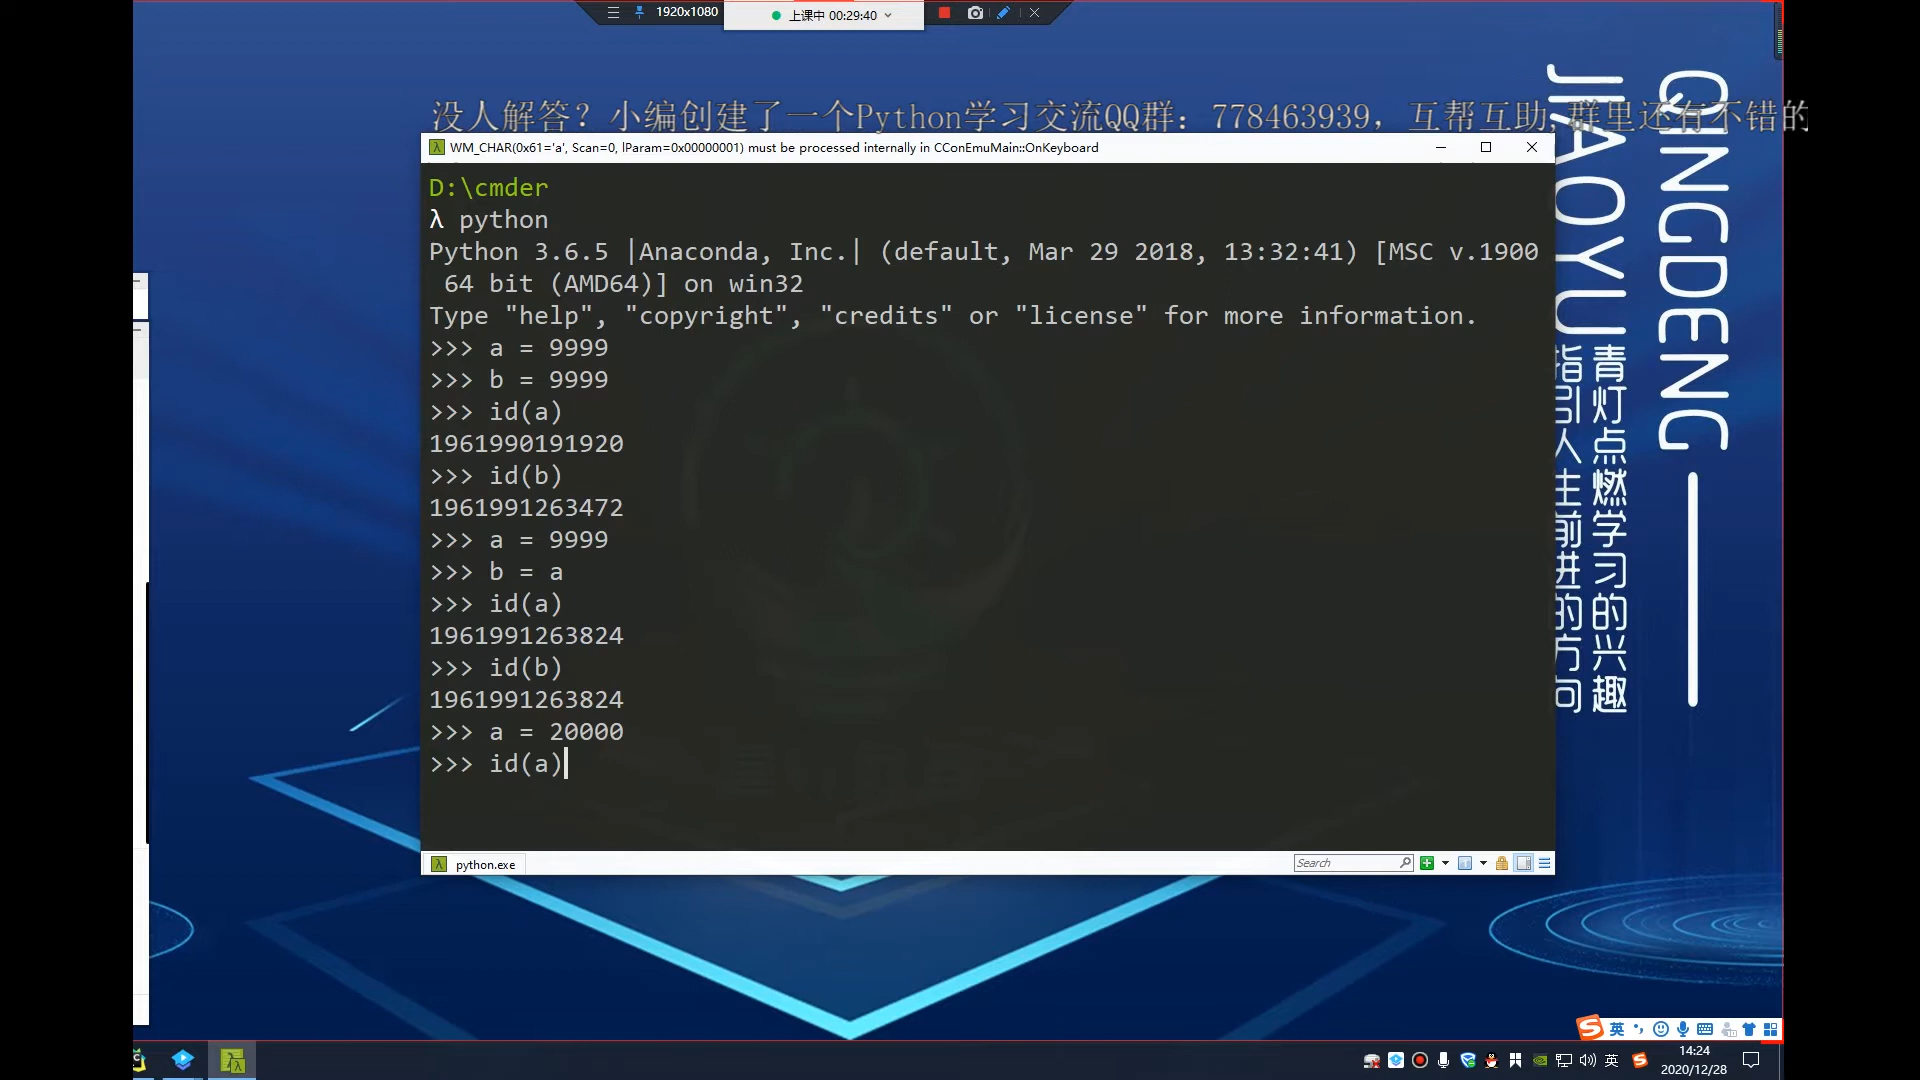 1920x1080
上课中 00:29:40
没人解答？小编创建了一个Python学习交流QQ群：778463939，互帮互助,群里还有不错的
WM_CHAR(0x61='a', Scan=0, lParam=0x00000001) must be processed internally in CConEmuMain::OnKeyboard
D:\cmder
λ python
Python 3.6.5 |Anaconda, Inc.| (default, Mar 29 2018, 13:32:41) [MSC v.1900
64 bit (AMD64)] on win32
Type "help", "copyright", "credits" or "license" for more information.
>>> a = 9999
>>> b = 9999
>>> id(a)
1961990191920
>>> id(b)
1961991263472
>>> a = 9999
>>> b = a
>>> id(a)
1961991263824
>>> id(b)
1961991263824
>>> a = 20000
>>> id(a)
python.exe
Search
QINGDENG
JIAOYU
青灯点燃学习的兴趣
指引人生前进的方向
英
英
14:24
2020/12/28